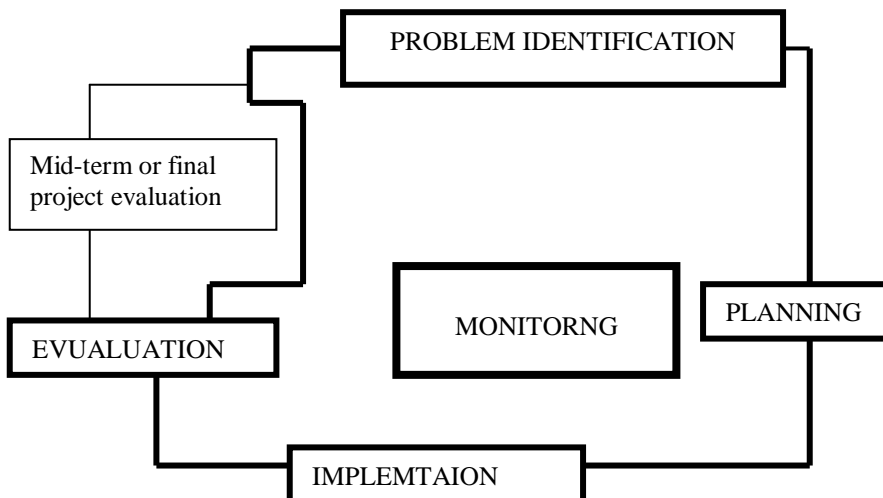 PROBLEM IDENTIFICATION
Mid-term or final
project evaluation
MONITORNG
PLANNING
EVUALUATION
IMPLEMTAION